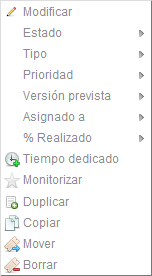 Modificar
Estado
Tipo
Prioridad
Versión prevista
Asignado a
% Realizado
Tiempo dedicado
Monitorizar
Duplicar
Copiar
Mover
Borrar